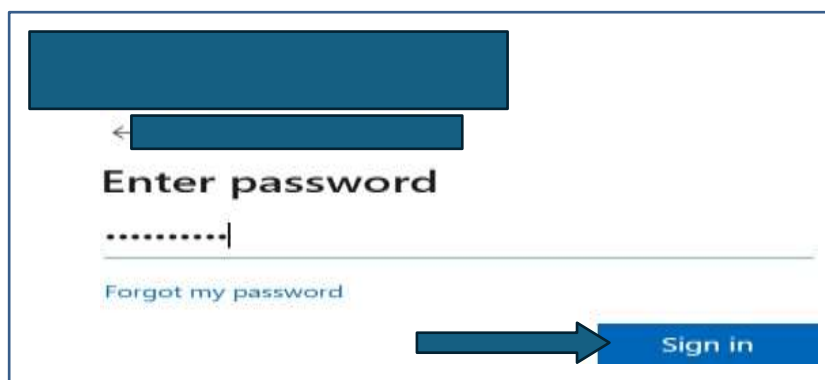 ←
Enter password
••••••••••
Forgot my password
Sign in